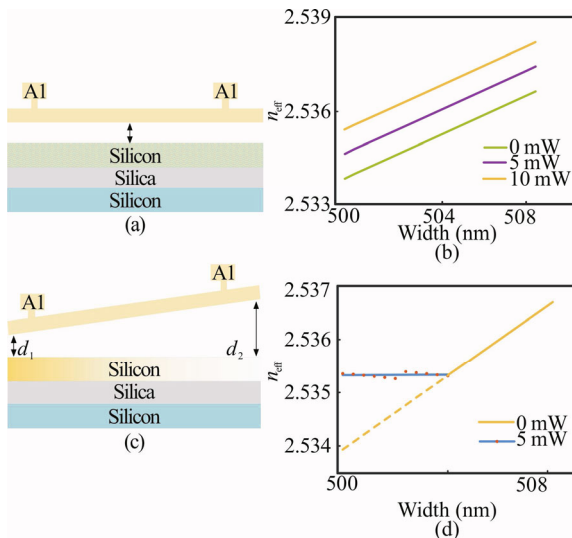 A1 A1
Silicon
Silica
Silicon
(a)
2.539
2.536
2.533
n_eff
0 mW
5 mW
10 mW
500 504 508
Width (nm)
(b)
A1 A1
d₁ d₂
Silicon
Silica
Silicon
(c)
2.537
2.536
2.535
2.534
n_eff
0 mW
5 mW
500 508
Width (nm)
(d)